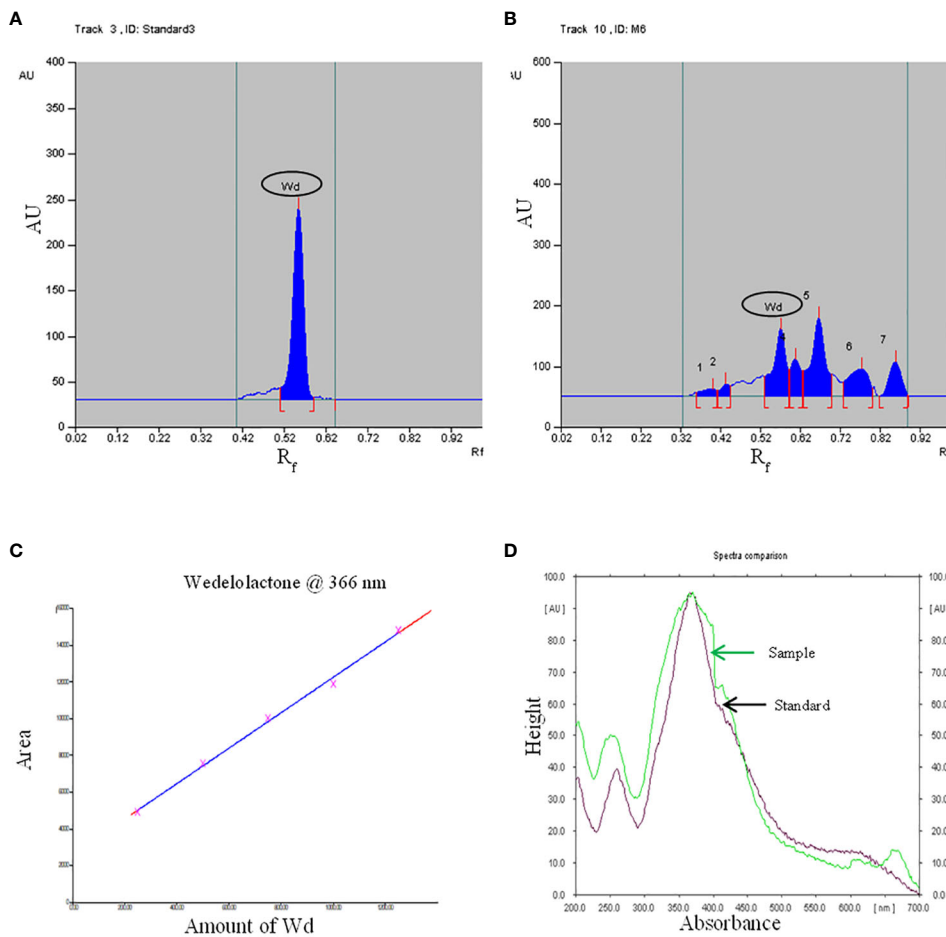 A
Track 3 , ID: Standard3
400
AU
350
300
250
200
150
100
50
0
AU
Wd
0.02 0.12 0.22 0.32 0.42 0.52 0.62 0.72 0.82 0.92
Rf
Rf
B
Track 10 , ID: M6
600
AU
500
400
300
200
100
0
AU
1 2 Wd 5 6 7
0.02 0.12 0.22 0.32 0.42 0.52 0.62 0.72 0.82 0.92
R
Rf
C
Wedelolactone @ 366 nm
Area
Amount of Wd
D
Spectra comparison
100.0 100.0
[ AU ] [ AU
80.0 80.0
70.0 70.0
60.0 60.0
50.0 50.0
40.0 40.0
30.0 30.0
20.0 20.0
10.0 10.0
0.0 0.0
Height
Sample
Standard
200.0 250.0 300.0 350.0 400.0 450.0 500.0 550.0 600.0 [ nm ] 700.0
Absorbance